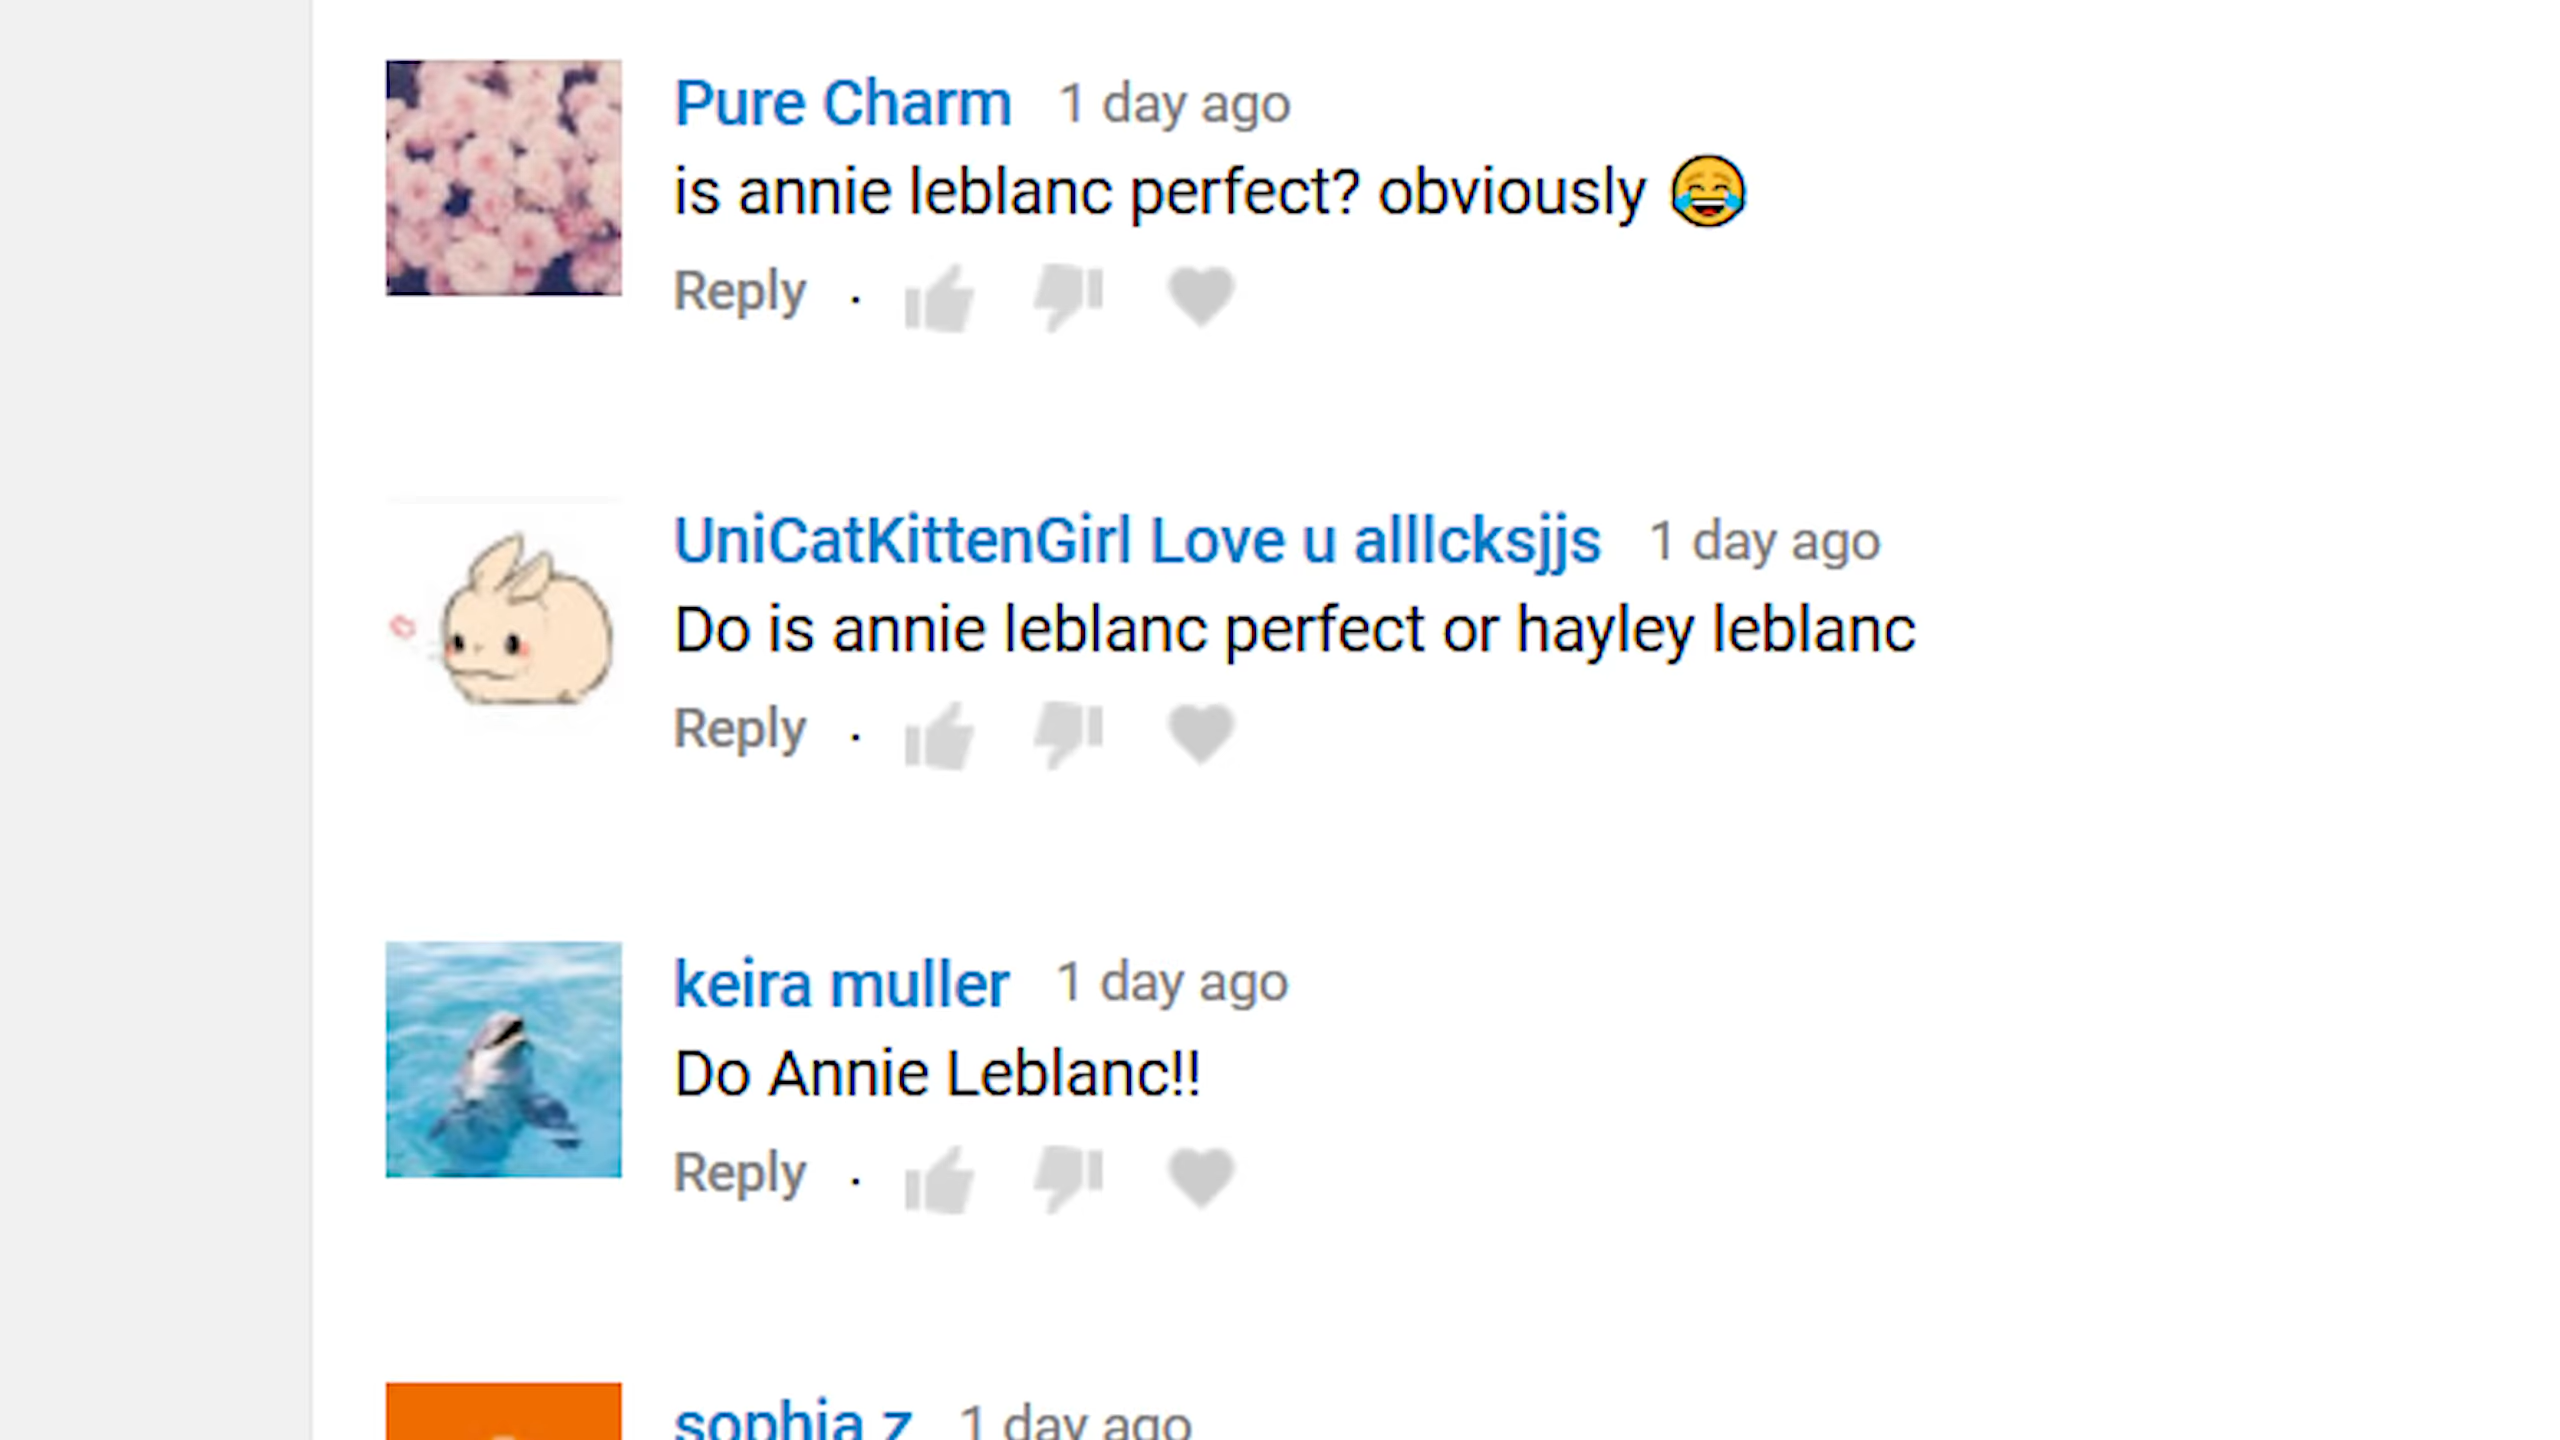 Pure Charm 1 day ago
is annie leblanc perfect? obviously 😂
Reply ·
UniCatKittenGirl Love u alllcksjjs 1 day ago
Do is annie leblanc perfect or hayley leblanc
Reply ·
keira muller 1 day ago
Do Annie Leblanc!!
Reply ·
sophia z 1 day ago